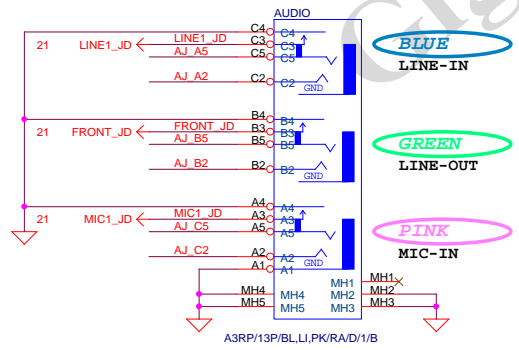 AUDIO
C4 C4
21 LINE1_JD LINE1_JD C3 C3
AJ_A5 C5 C5
AJ_A2 C2 C2
GND
BLUE
LINE-IN
B4 B4
21 FRONT_JD FRONT_JD B3 B3
AJ_B5 B5 B5
AJ_B2 B2 B2
GND
GREEN
LINE-OUT
A4 A4
21 MIC1_JD MIC1_JD A3 A3
AJ_C5 A5 A5
AJ_C2 A2 A2
GND
A1 A1
PINK
MIC-IN
MH1 MH1
MH4 MH4 MH2 MH2
MH5 MH5 MH3 MH3
A3RP/13P/BL,LI,PK/RA/D/1/B